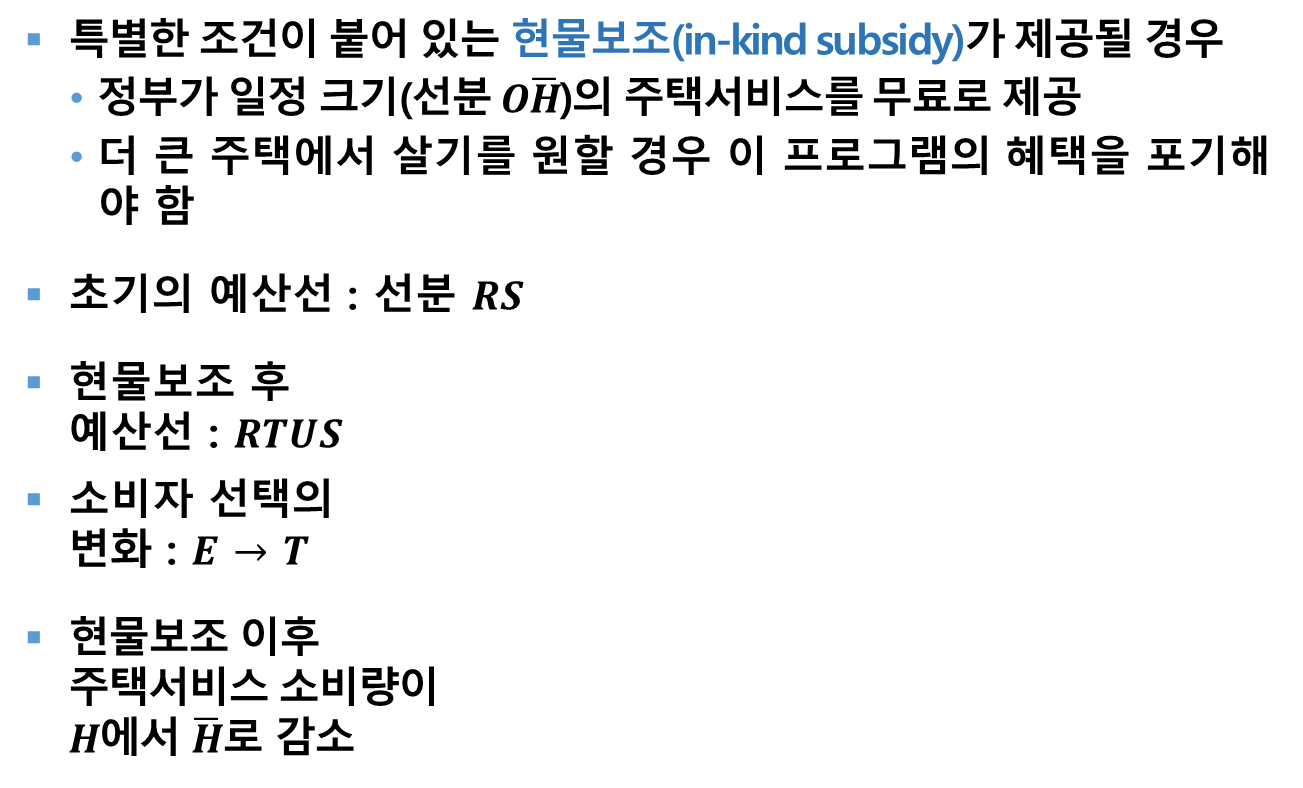 ▪ 특별한 조건이 붙어 있는 현물보조(in-kind subsidy)가 제공될 경우
• 정부가 일정 크기(선분 OH̅)의 주택서비스를 무료로 제공
• 더 큰 주택에서 살기를 원할 경우 이 프로그램의 혜택을 포기해
야 함
▪ 초기의 예산선 : 선분 RS
▪ 현물보조 후
예산선 : RTUS
▪ 소비자 선택의
변화 : E → T
▪ 현물보조 이후
주택서비스 소비량이
H에서 H̅로 감소